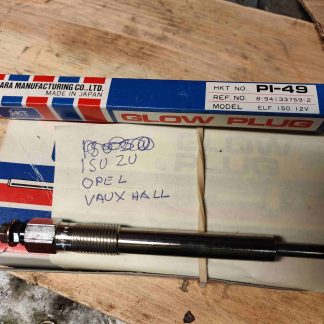 ARA MANUFACTURING CO., LTD.
MADE IN JAPAN
HKT NO. PI-49
REF. NO. 8-94133759-2
MODEL ELF 150 12V
HKT
GLOW PLUG
ISUZU
OPEL
VAUXHALL